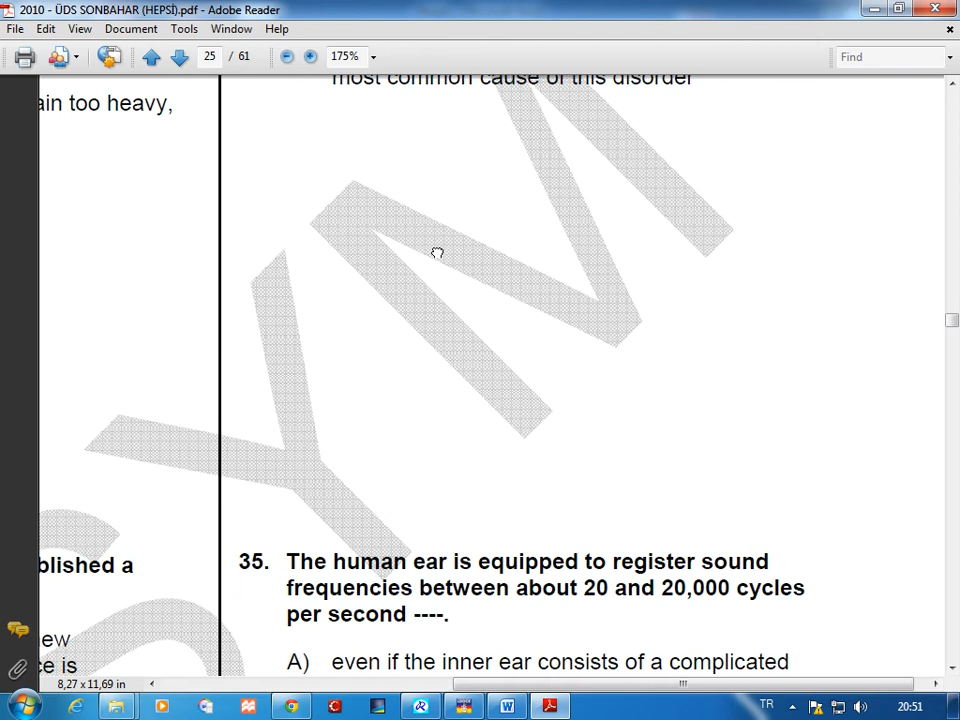 2010 - ÜDS SONBAHAR (HEPSİ).pdf - Adobe Reader
File Edit View Document Tools Window Help
25 / 61 175% Find
most common cause of this disorder
ain too heavy,
blished a
new
ce is
35. The human ear is equipped to register sound
frequencies between about 20 and 20,000 cycles
per second ----.
A) even if the inner ear consists of a complicated
8,27 x 11,69 in
TR 20:51